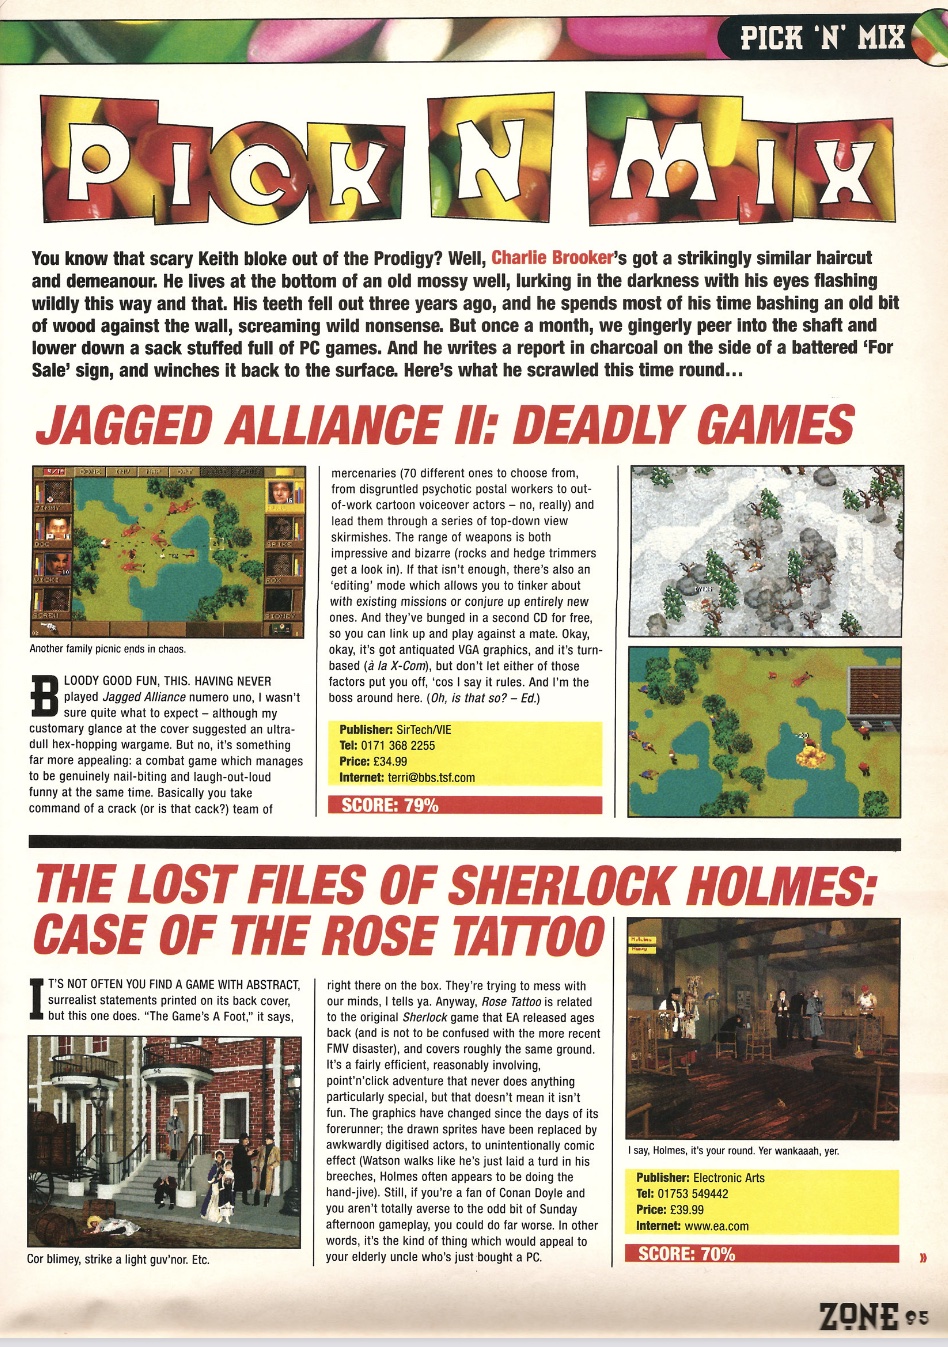 PICK 'N' MIX
PICK N MIX
You know that scary Keith bloke out of the Prodigy? Well, Charlie Brooker's got a strikingly similar haircut
and demeanour. He lives at the bottom of an old mossy well, lurking in the darkness with his eyes flashing
wildly this way and that. His teeth fell out three years ago, and he spends most of his time bashing an old bit
of wood against the wall, screaming wild nonsense. But once a month, we gingerly peer into the shaft and
lower down a sack stuffed full of PC games. And he writes a report in charcoal on the side of a battered 'For
Sale' sign, and winches it back to the surface. Here's what he scrawled this time round...
JAGGED ALLIANCE II: DEADLY GAMES
Another family picnic ends in chaos.
BLOODY GOOD FUN, THIS. HAVING NEVER
played Jagged Alliance numero uno, I wasn't
sure quite what to expect – although my
customary glance at the cover suggested an ultra-
dull hex-hopping wargame. But no, it's something
far more appealing: a combat game which manages
to be genuinely nail-biting and laugh-out-loud
funny at the same time. Basically you take
command of a crack (or is that cack?) team of
mercenaries (70 different ones to choose from,
from disgruntled psychotic postal workers to out-
of-work cartoon voiceover actors – no, really) and
lead them through a series of top-down view
skirmishes. The range of weapons is both
impressive and bizarre (rocks and hedge trimmers
get a look in). If that isn't enough, there's also an
'editing' mode which allows you to tinker about
with existing missions or conjure up entirely new
ones. And they've bunged in a second CD for free,
so you can link up and play against a mate. Okay,
okay, it's got antiquated VGA graphics, and it's turn-
based (à la X-Com), but don't let either of those
factors put you off, 'cos I say it rules. And I'm the
boss around here. (Oh, is that so? – Ed.)
Publisher: SirTech/VIE
Tel: 0171 368 2255
Price: £34.99
Internet: terri@bbs.tsf.com
SCORE: 79%
THE LOST FILES OF SHERLOCK HOLMES:
CASE OF THE ROSE TATTOO
IT'S NOT OFTEN YOU FIND A GAME WITH ABSTRACT,
surrealist statements printed on its back cover,
but this one does. "The Game's A Foot," it says,
Cor blimey, strike a light guv'nor. Etc.
right there on the box. They're trying to mess with
our minds, I tells ya. Anyway, Rose Tattoo is related
to the original Sherlock game that EA released ages
back (and is not to be confused with the more recent
FMV disaster), and covers roughly the same ground.
It's a fairly efficient, reasonably involving,
point'n'click adventure that never does anything
particularly special, but that doesn't mean it isn't
fun. The graphics have changed since the days of its
forerunner; the drawn sprites have been replaced by
awkwardly digitised actors, to unintentionally comic
effect (Watson walks like he's just laid a turd in his
breeches, Holmes often appears to be doing the
hand-jive). Still, if you're a fan of Conan Doyle and
you aren't totally averse to the odd bit of Sunday
afternoon gameplay, you could do far worse. In other
words, it's the kind of thing which would appeal to
your elderly uncle who's just bought a PC.
I say, Holmes, it's your round. Yer wankaaah, yer.
Publisher: Electronic Arts
Tel: 01753 549442
Price: £39.99
Internet: www.ea.com
SCORE: 70%
»
ZONE 95